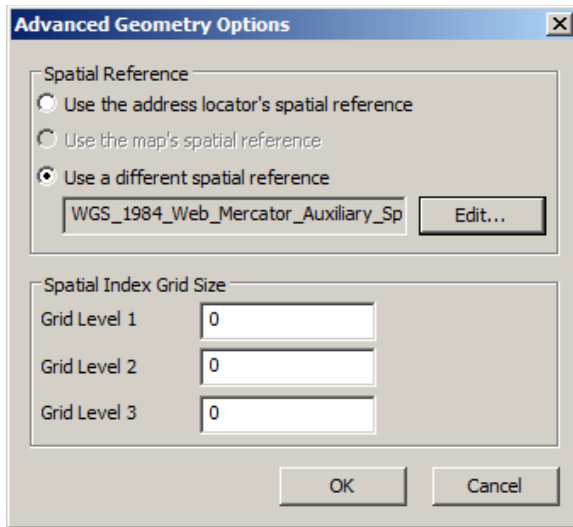 Advanced Geometry Options
Spatial Reference
Use the address locator's spatial reference
Use the map's spatial reference
Use a different spatial reference
WGS_1984_Web_Mercator_Auxiliary_Sp Edit...
Spatial Index Grid Size
Grid Level 1 0
Grid Level 2 0
Grid Level 3 0
OK Cancel